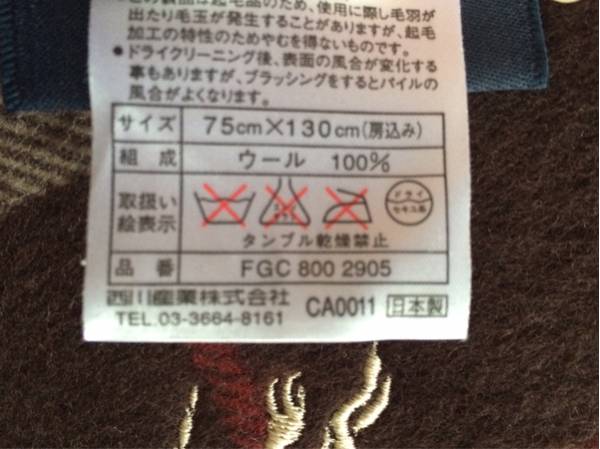 この製品は起毛品のため、使用に際し毛羽が
出たり毛玉が発生することがありますが、起毛
加工の特性のためやむを得ないものです。
●ドライクリーニング後、表面の風合が変化する
事もありますが、ブラッシングをするとパイルの
風合がよくなります。
サイズ 75cm×130cm(房込み)
組成 ウール 100%
取扱い
絵表示
ドライ
セキユ系
タンブル乾燥禁止
品番 FGC 800 2905
西川産業株式会社 CA0011 日本製
TEL.03-3664-8161